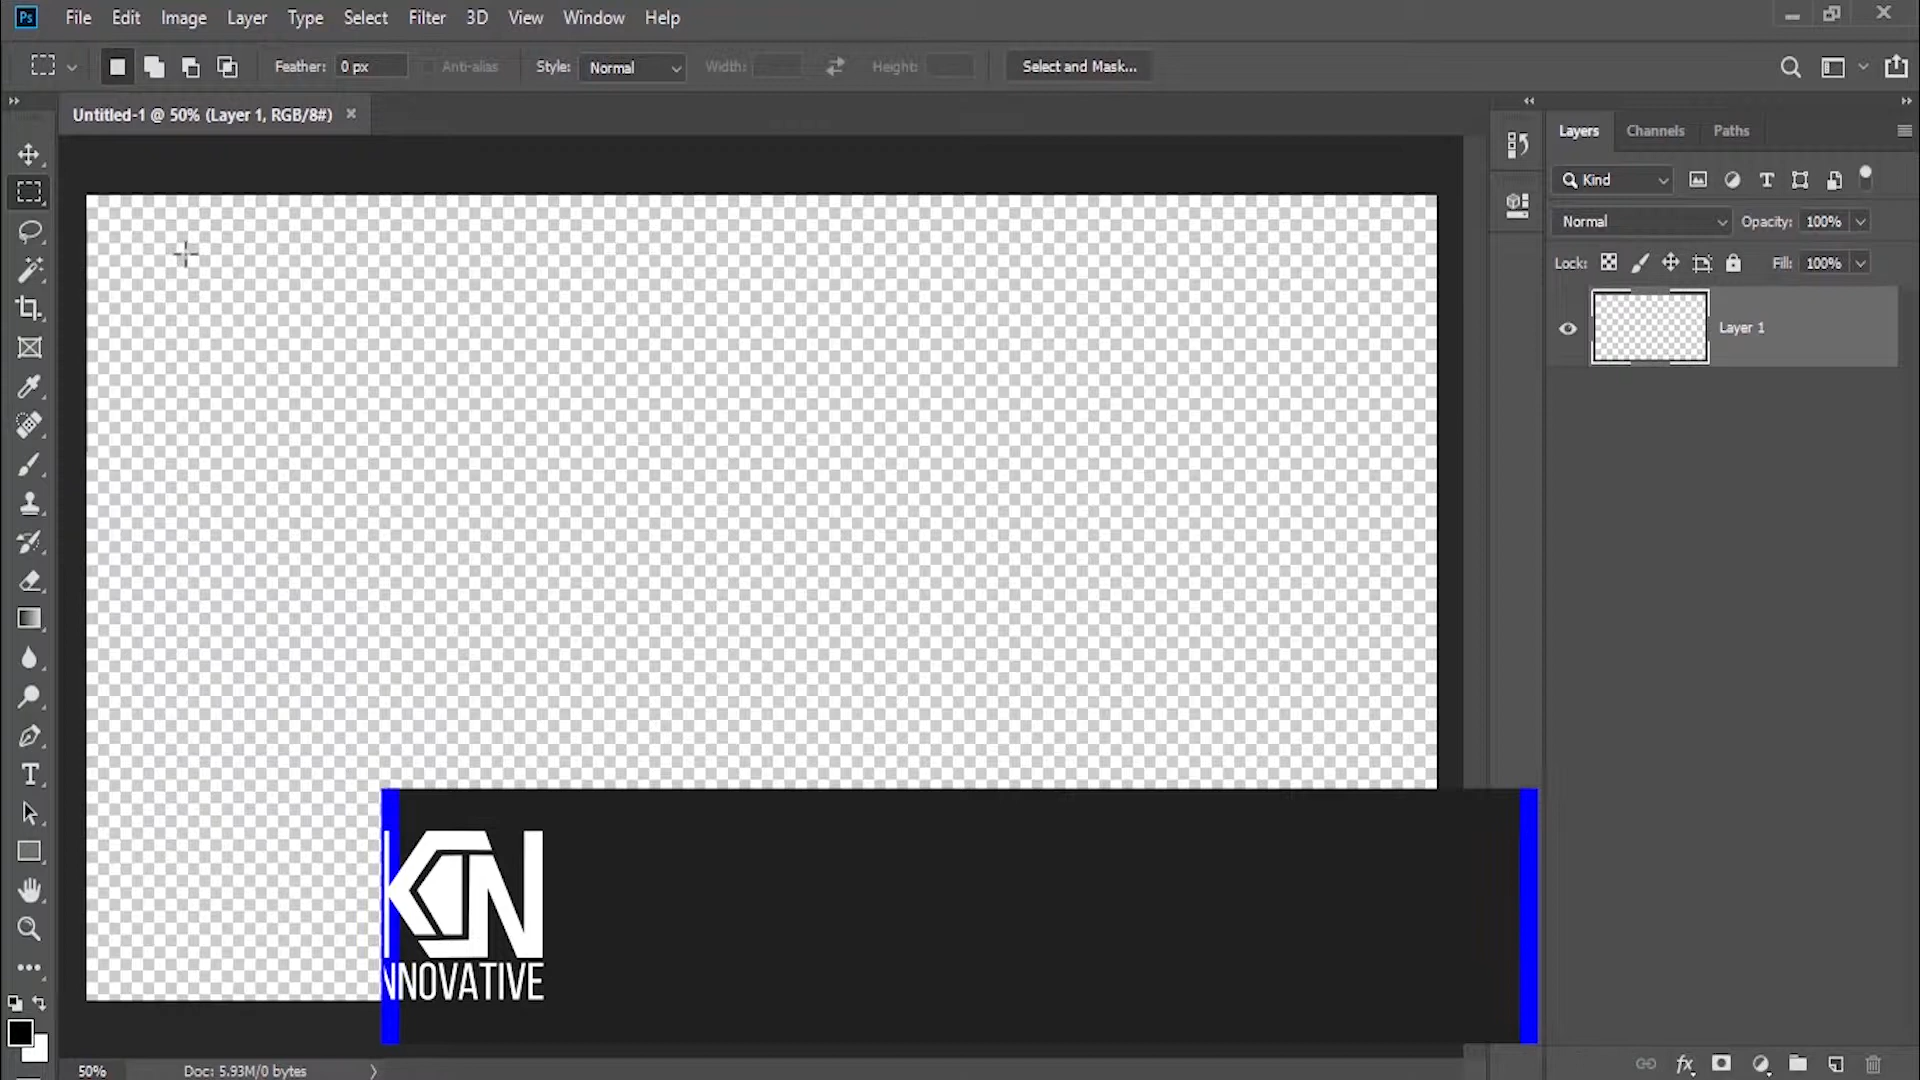 Ps File Edit Image Layer Type Select Filter 3D View Window Help
Feather: 0 px Anti-alias Style: Normal Width: Height: Select and Mask...
Untitled-1 @ 50% (Layer 1, RGB/8#)
Layers Channels Paths
Kind
Normal Opacity: 100%
Lock: Fill: 100%
Layer 1
KN
NNOVATIVE
50% Doc: 5.93M/0 bytes